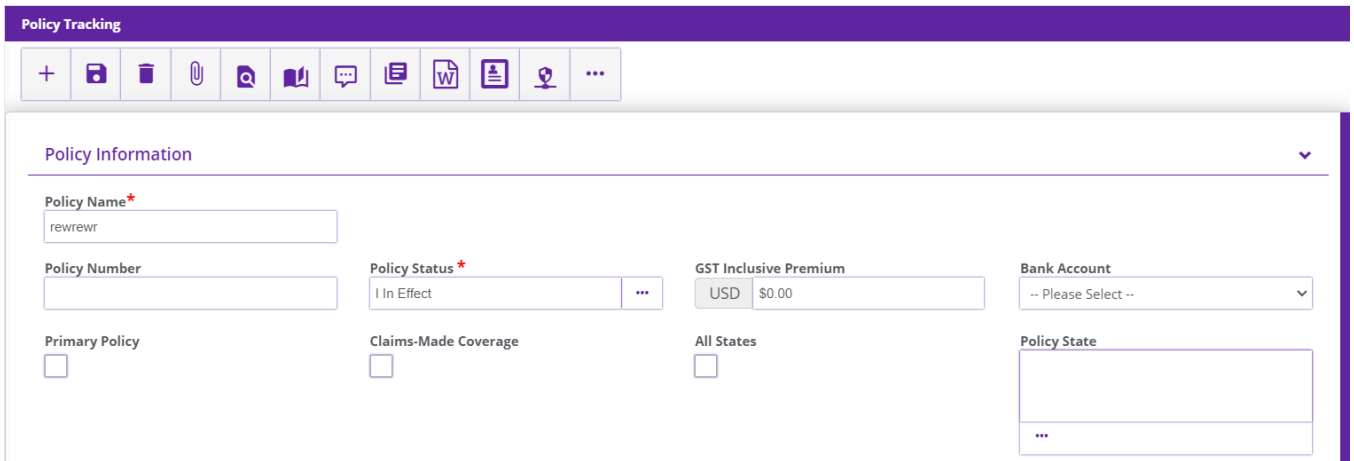 Policy Tracking
W
Policy Information
Policy Name*
rewrewr
Policy Number Policy Status * GST Inclusive Premium Bank Account
I In Effect ••• USD $0.00 -- Please Select --
Primary Policy Claims-Made Coverage All States Policy State